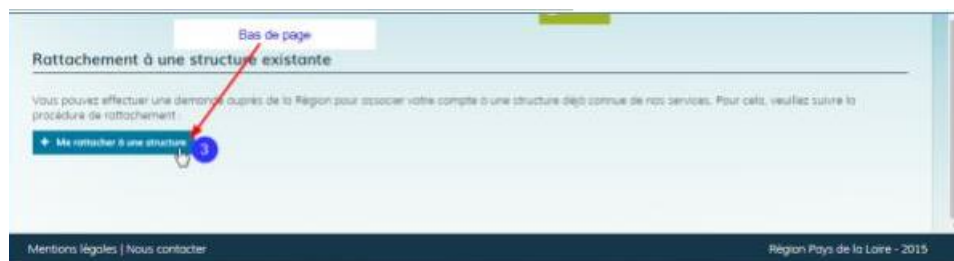 Bas de page
Rattachement à une structure existante
Vous pouvez effectuer une demande auprès de la Région pour associer votre compte à une structure déjà connue de nos services. Pour cela, veuillez suivre la
procédure de rattachement :
+ Me rattacher à une structure
3
Mentions légales | Nous contacter
Région Pays de la Loire - 2015